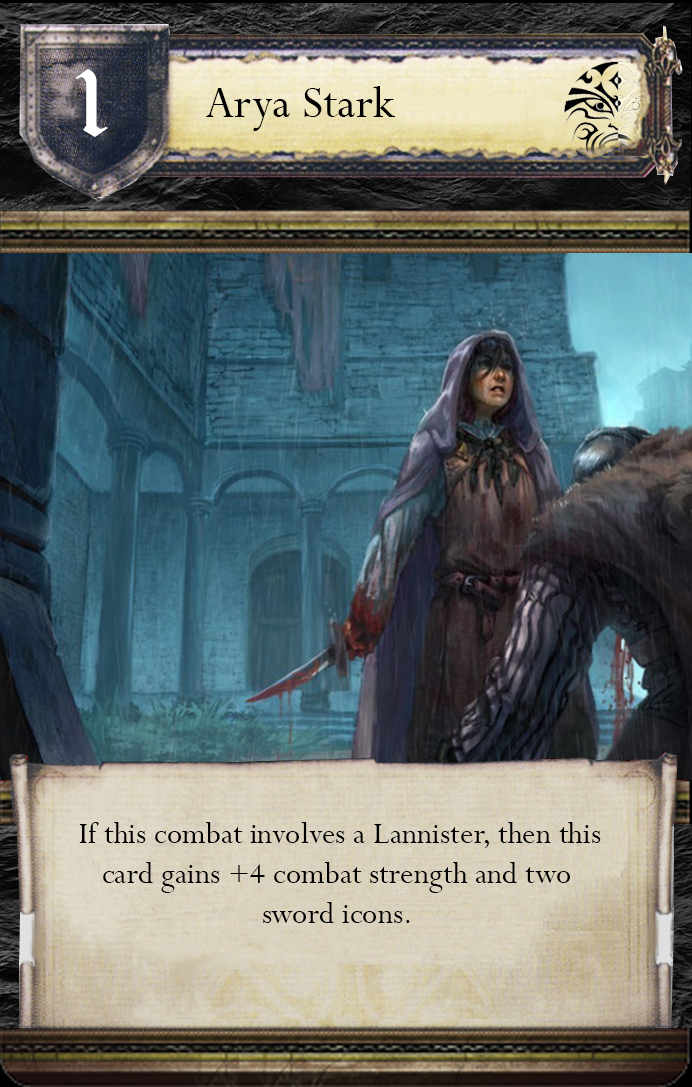 1
Arya Stark
If this combat involves a Lannister, then this
card gains +4 combat strength and two
sword icons.